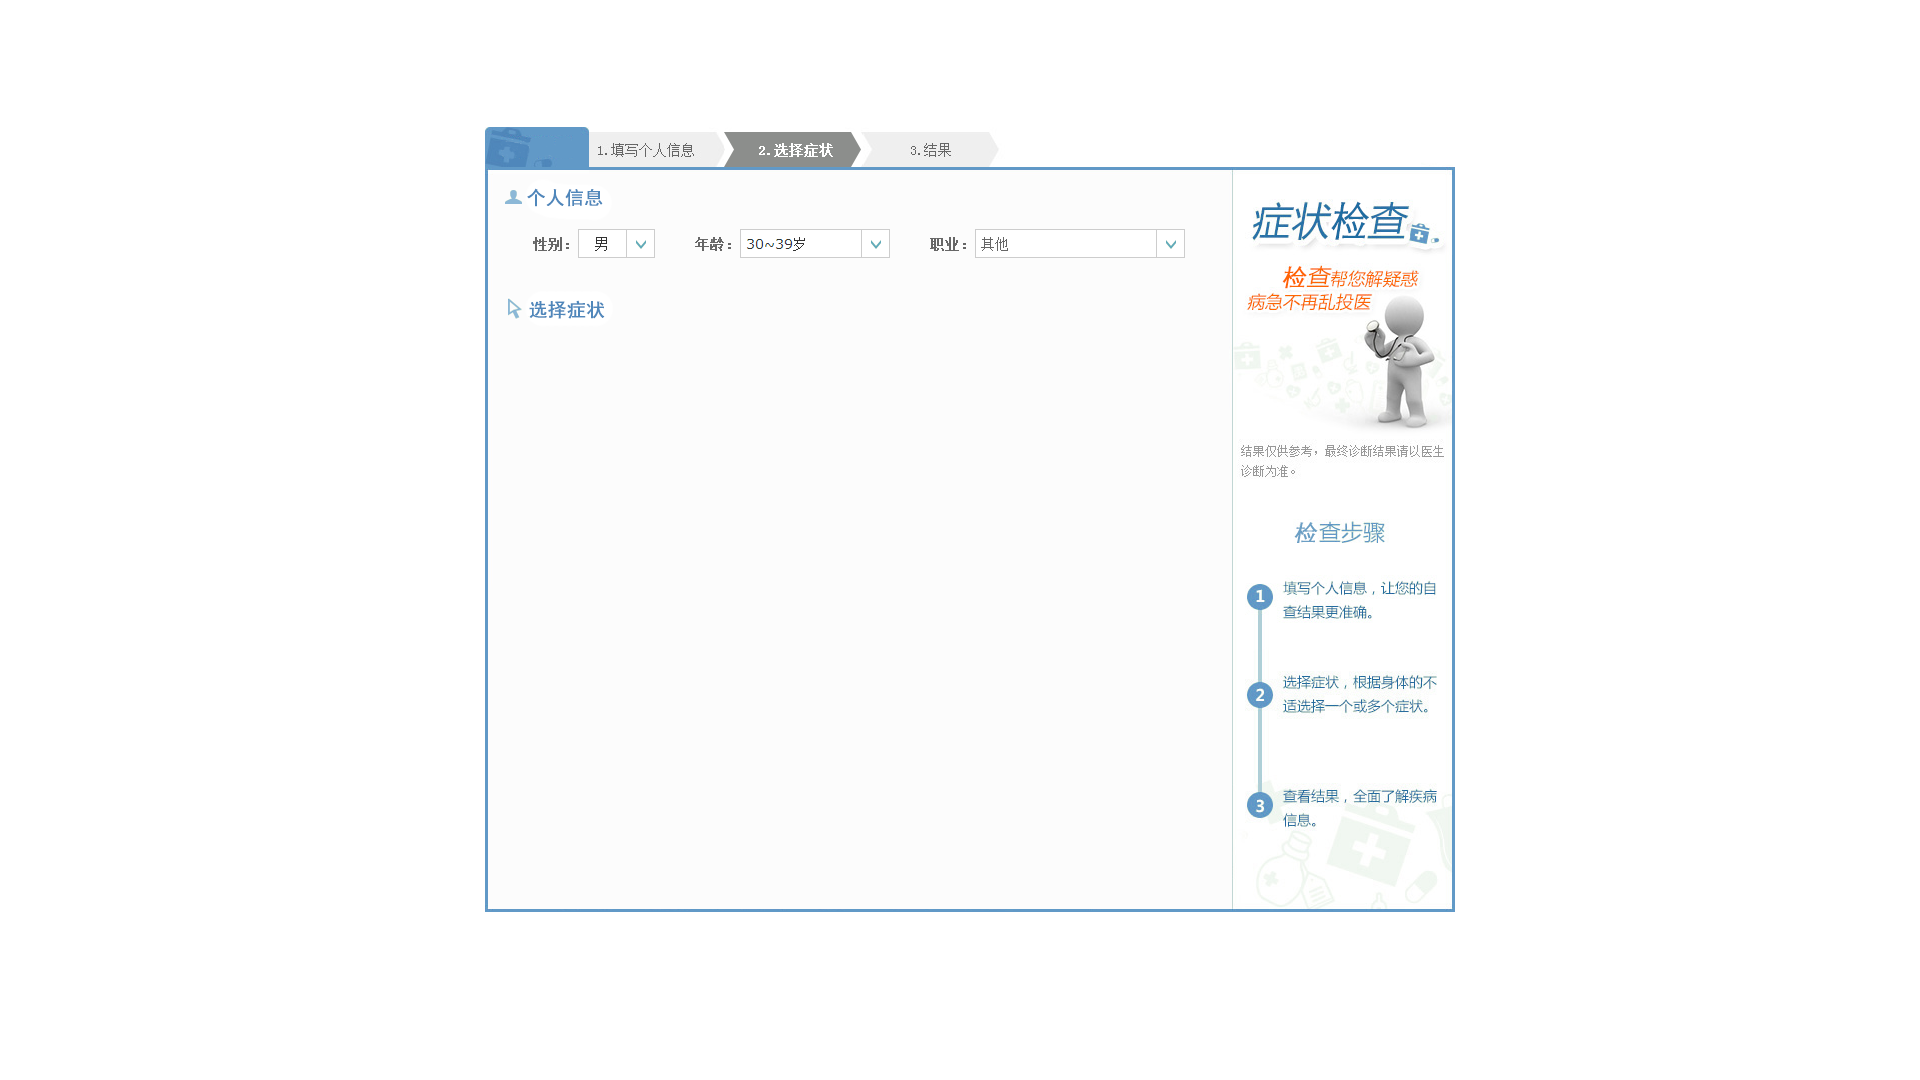 1.填写个人信息
2.选择症状
3.结果
个人信息
性别： 男 年龄： 30~39岁 职业： 其他
选择症状
症状检查
检查帮您解疑惑
病急不再乱投医
结果仅供参考，最终诊断结果请以医生
诊断为准。
检查步骤
1 填写个人信息，让您的自
查结果更准确。
2 选择症状，根据身体的不
适选择一个或多个症状。
3 查看结果，全面了解疾病
信息。